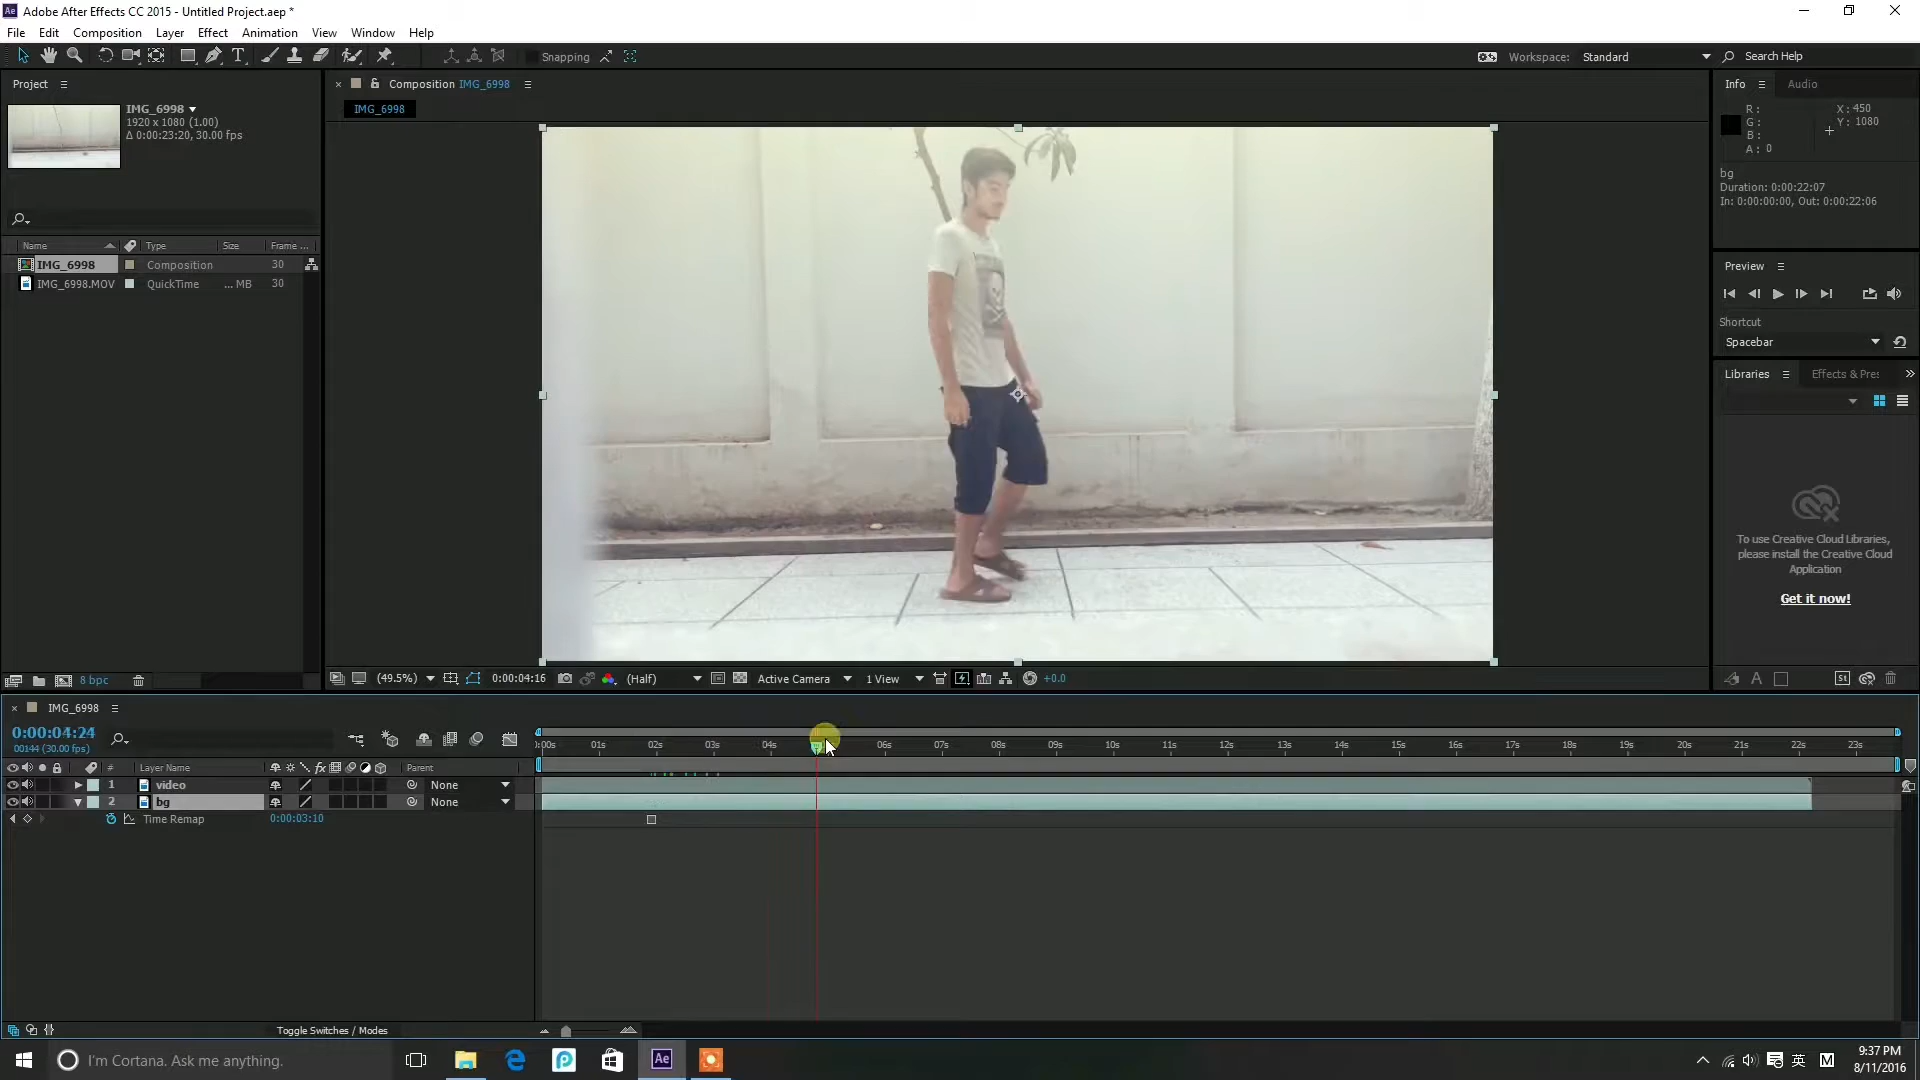 Adobe After Effects CC 2015 - Untitled Project.aep *
File Edit Composition Layer Effect Animation View Window Help
Snapping
Workspace: Standard
Search Help
Project
IMG_6998
1920 x 1080 (1.00)
Δ 0:00:23:20, 30.00 fps
Name Type Size Frame ...
IMG_6998 Composition 30
IMG_6998.MOV QuickTime ... MB 30
8 bpc
Composition IMG_6998
IMG_6998
(49.5%) 0:00:04:16 (Half) Active Camera 1 View +0.0
Info Audio
R :
G :
B :
A : 0
X : 450
Y : 1080
bg
Duration: 0:00:22:07
In: 0:00:00:00, Out: 0:00:22:06
Preview
Shortcut
Spacebar
Libraries Effects & Pres
To use Creative Cloud Libraries,
please install the Creative Cloud
Application
Get it now!
St
IMG_6998
0:00:04:24
00144 (30.00 fps)
:00s 01s 02s 03s 04s 06s 07s 08s 09s 10s 11s 12s 13s 14s 15s 16s 17s 18s 19s 20s 21s 22s 23s
# Layer Name fx Parent
1 video None
2 bg None
Time Remap 0:00:03:10
Toggle Switches / Modes
I'm Cortana. Ask me anything.
Ae
英 M
9:37 PM
8/11/2016